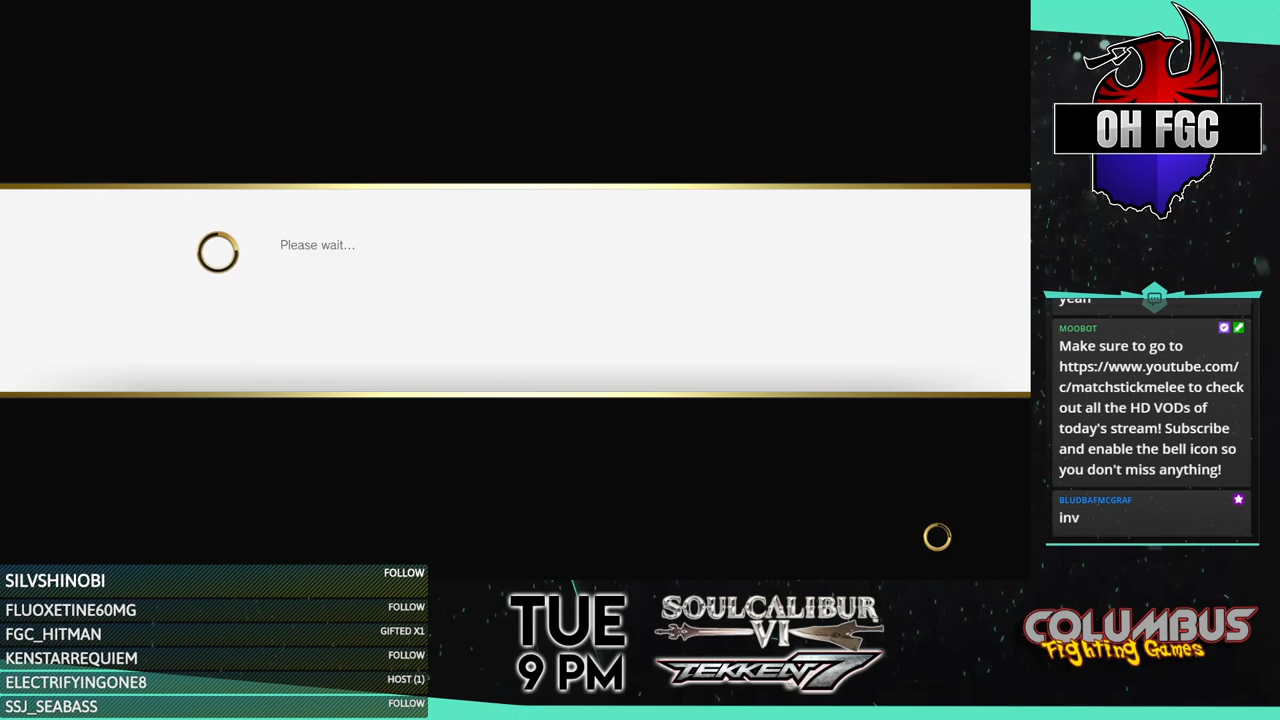 Please wait...
OH FGC
yeah
MOOBOT
Make sure to go to
https://www.youtube.com/
c/matchstickmelee to check
out all the HD VODs of
today's stream! Subscribe
and enable the bell icon so
you don't miss anything!
BLUDBAFMCGRAF
inv
SILVSHINOBI FOLLOW
FLUOXETINE60MG FOLLOW
FGC_HITMAN GIFTED X1
KENSTARREQUIEM FOLLOW
ELECTRIFYINGONE8 HOST (1)
SSJ_SEABASS FOLLOW
TUE
9 PM
SOULCALIBUR
VI
TEKKEN 7
COLUMBUS
Fighting Games